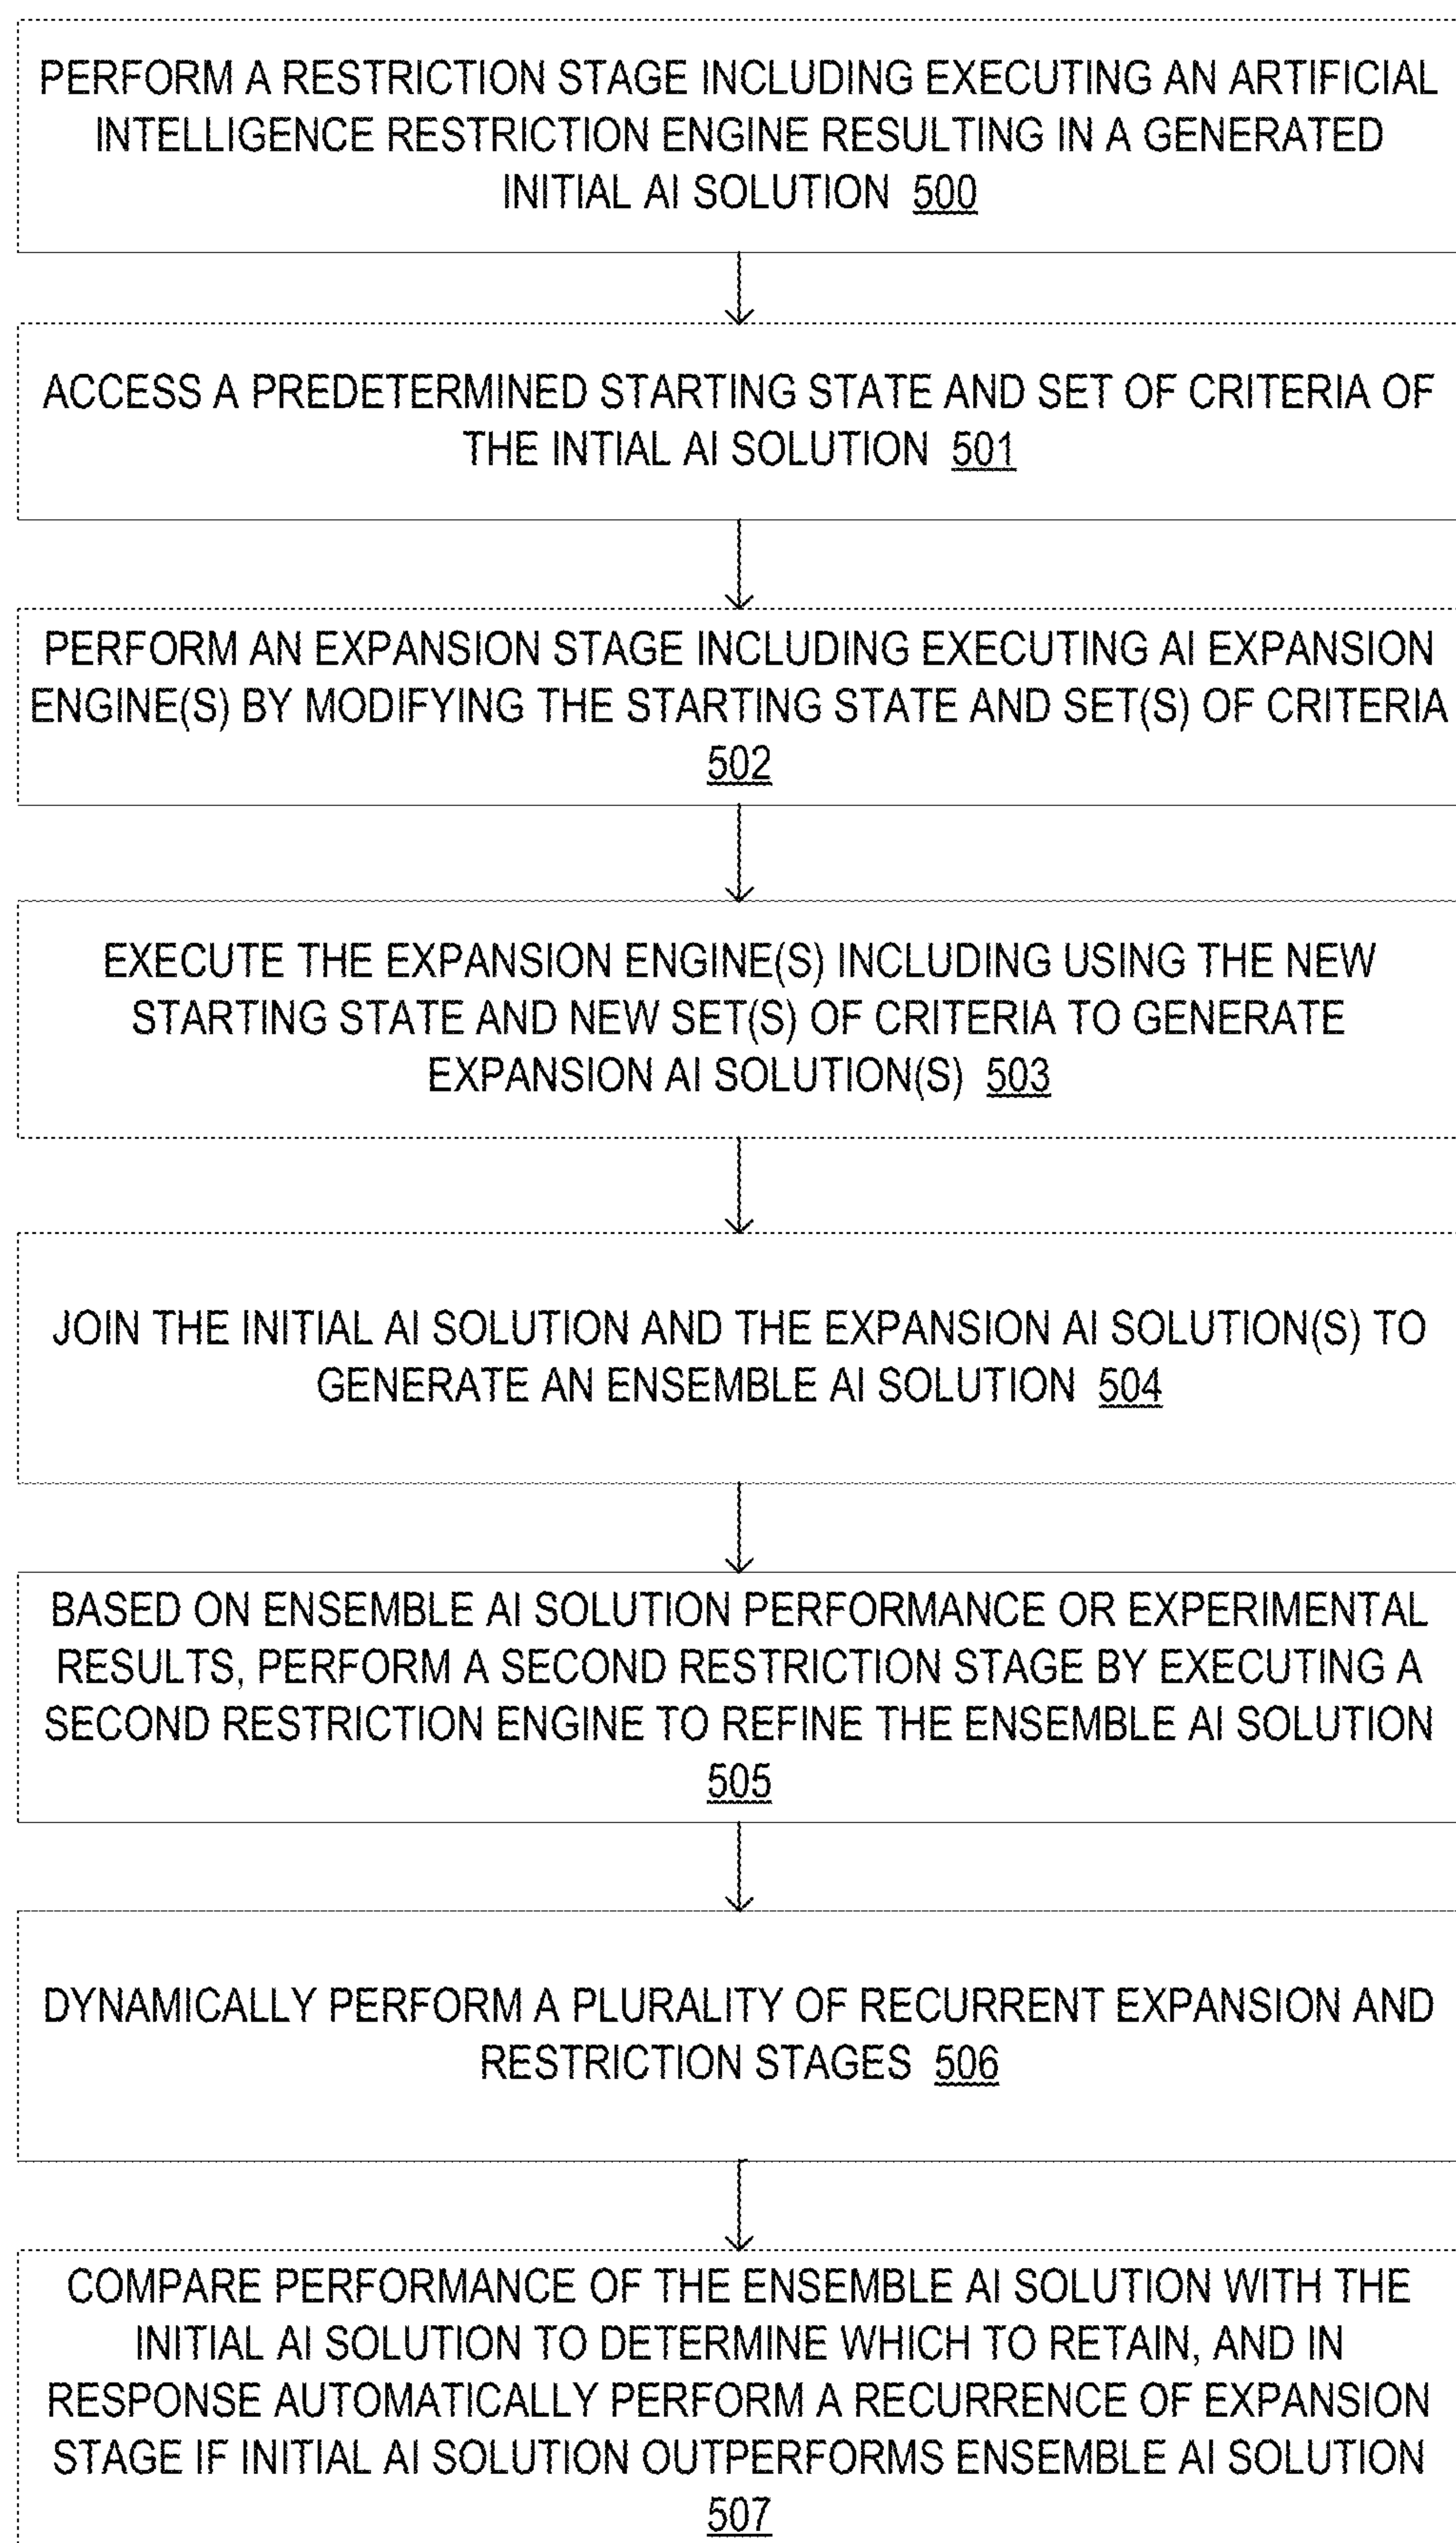 PERFORM A RESTRICTION STAGE INCLUDING EXECUTING AN ARTIFICIAL
INTELLIGENCE RESTRICTION ENGINE RESULTING IN A GENERATED
INITIAL AI SOLUTION 500
ACCESS A PREDETERMINED STARTING STATE AND SET OF CRITERIA OF
THE INTIAL AI SOLUTION 501
PERFORM AN EXPANSION STAGE INCLUDING EXECUTING AI EXPANSION
ENGINE(S) BY MODIFYING THE STARTING STATE AND SET(S) OF CRITERIA
502
EXECUTE THE EXPANSION ENGINE(S) INCLUDING USING THE NEW
STARTING STATE AND NEW SET(S) OF CRITERIA TO GENERATE
EXPANSION AI SOLUTION(S) 503
JOIN THE INITIAL AI SOLUTION AND THE EXPANSION AI SOLUTION(S) TO
GENERATE AN ENSEMBLE AI SOLUTION 504
BASED ON ENSEMBLE AI SOLUTION PERFORMANCE OR EXPERIMENTAL
RESULTS, PERFORM A SECOND RESTRICTION STAGE BY EXECUTING A
SECOND RESTRICTION ENGINE TO REFINE THE ENSEMBLE AI SOLUTION
505
DYNAMICALLY PERFORM A PLURALITY OF RECURRENT EXPANSION AND
RESTRICTION STAGES 506
COMPARE PERFORMANCE OF THE ENSEMBLE AI SOLUTION WITH THE
INITIAL AI SOLUTION TO DETERMINE WHICH TO RETAIN, AND IN
RESPONSE AUTOMATICALLY PERFORM A RECURRENCE OF EXPANSION
STAGE IF INITIAL AI SOLUTION OUTPERFORMS ENSEMBLE AI SOLUTION
507